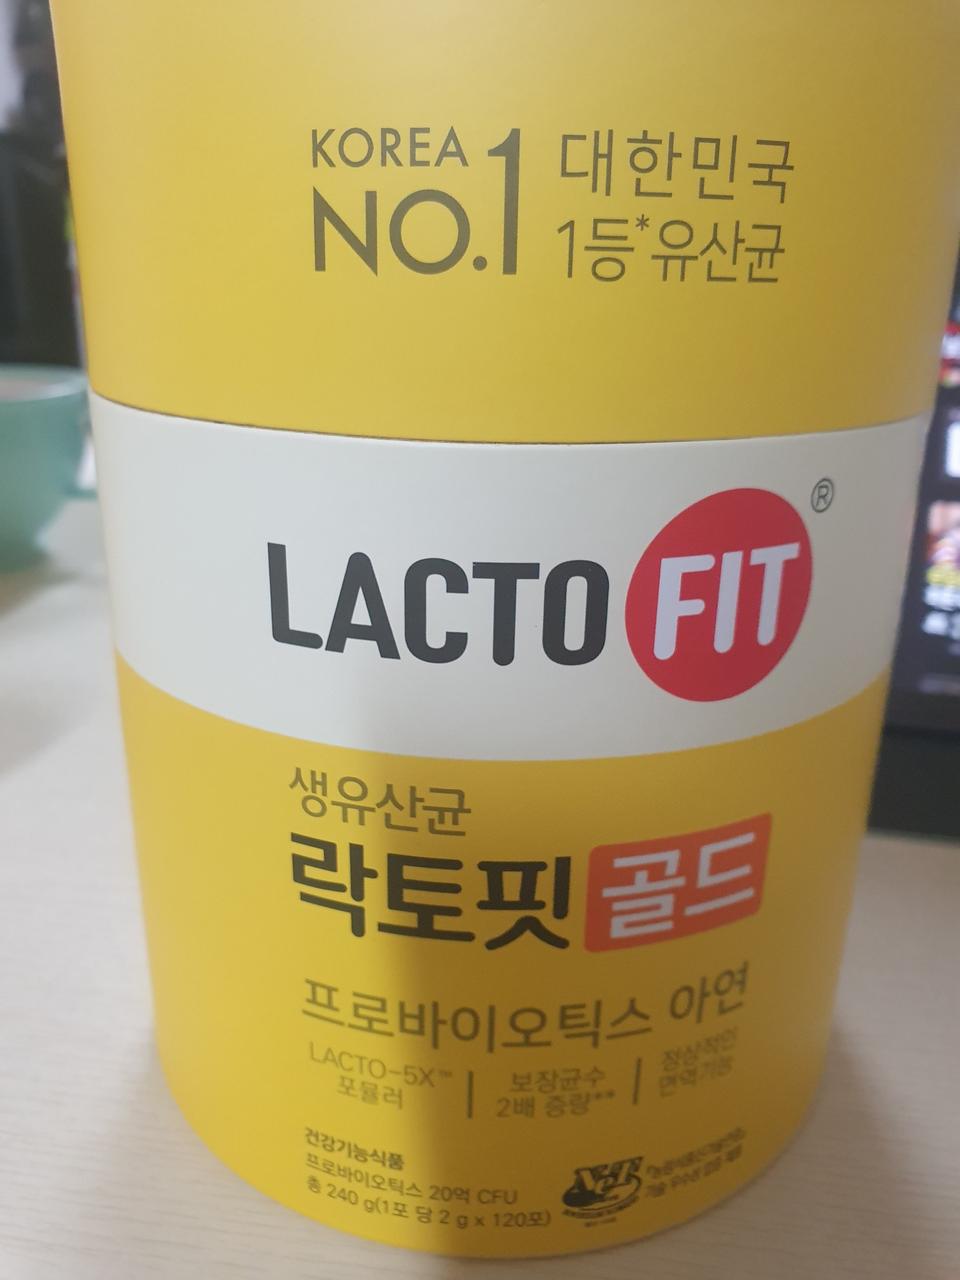 KOREA
NO.1
대한민국
1등*유산균
LACTO FIT®
생유산균
락토핏 골드
프로바이오틱스 아연
LACTO-5X™
포뮬러
보장균수
2배 증량**
정상적인
면역기능
건강기능식품
프로바이오틱스 20억 CFU
총 240 g(1포 당 2 g x 120포)
NeT